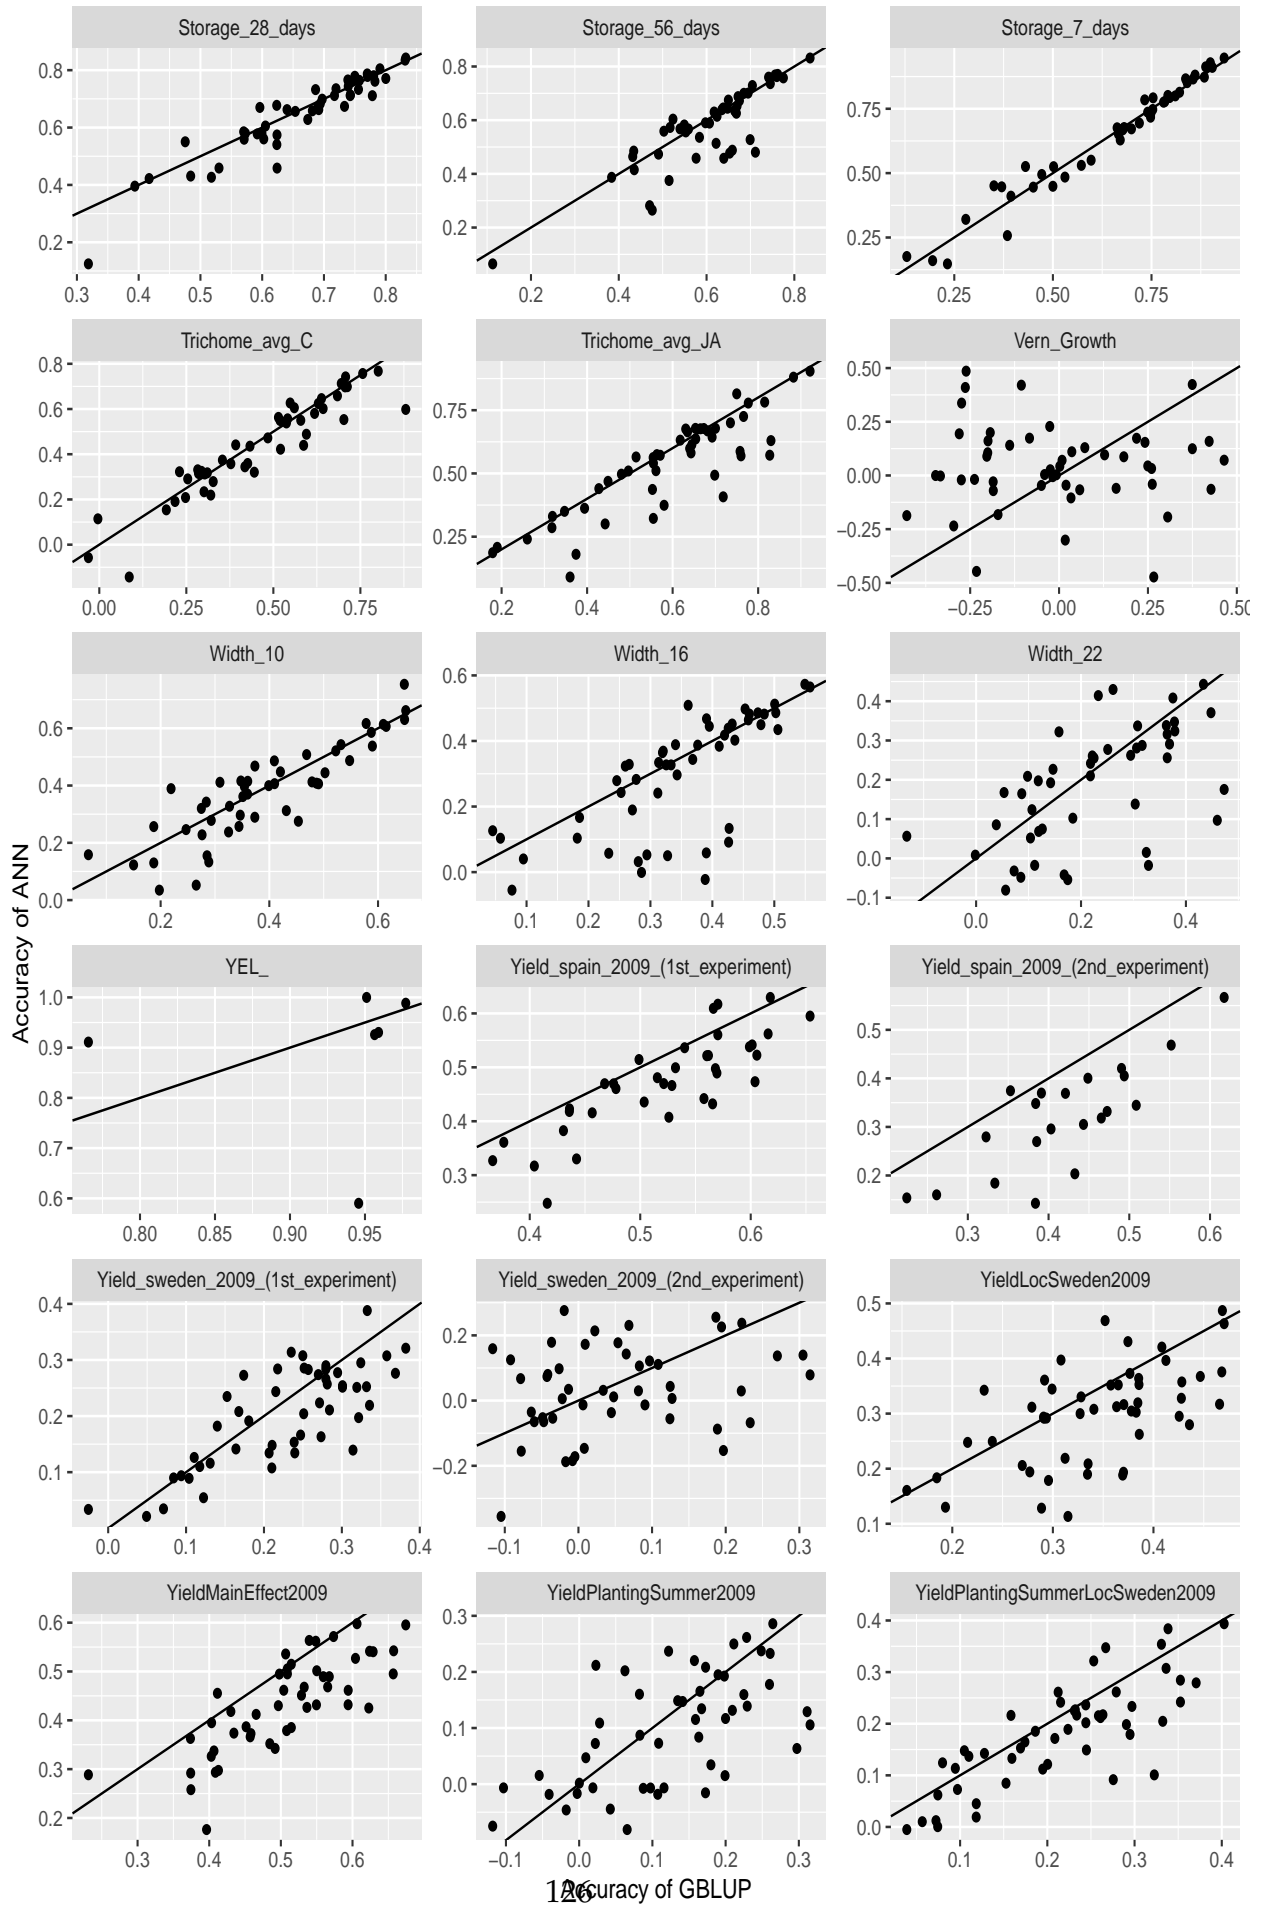 Storage_28_days Storage_56_days Storage_7_days
0.8 0.8
0.6 0.6 0.75
0.4 0.4 0.50
0.2 0.2 0.25
0.3 0.4 0.5 0.6 0.7 0.8 0.2 0.4 0.6 0.8 0.25 0.50 0.75
Trichome_avg_C Trichome_avg_JA Vern_Growth
0.8 0.50
0.6 0.75 0.25
0.4 0.50 0.00
0.2 0.25 −0.25
0.0 −0.50
0.00 0.25 0.50 0.75 0.2 0.4 0.6 0.8 −0.25 0.00 0.25 0.50
Width_10 Width_16 Width_22
0.6 0.6 0.4
0.4 0.4 0.3
0.2 0.2 0.2
0.0 0.0 0.1
0.0
−0.1
0.2 0.4 0.6 0.1 0.2 0.3 0.4 0.5 0.0 0.2 0.4
Accuracy of ANN
YEL_ Yield_spain_2009_(1st_experiment) Yield_spain_2009_(2nd_experiment)
1.0 0.6 0.5
0.9 0.5 0.4
0.8 0.4 0.3
0.7 0.3 0.2
0.6
0.80 0.85 0.90 0.95 0.4 0.5 0.6 0.3 0.4 0.5 0.6
Yield_sweden_2009_(1st_experiment) Yield_sweden_2009_(2nd_experiment) YieldLocSweden2009
0.4 0.2 0.5
0.3 0.0 0.4
0.2 −0.2 0.3
0.1 0.2
0.1
0.0 0.1 0.2 0.3 0.4 −0.1 0.0 0.1 0.2 0.3 0.2 0.3 0.4
YieldMainEffect2009 YieldPlantingSummer2009 YieldPlantingSummerLocSweden2009
0.6 0.3 0.4
0.5 0.2 0.3
0.4 0.1 0.2
0.3 0.0 0.1
0.2 0.0
0.3 0.4 0.5 0.6 −0.1 0.0 0.1 0.2 0.3 0.1 0.2 0.3 0.4
Accuracy of GBLUP
126